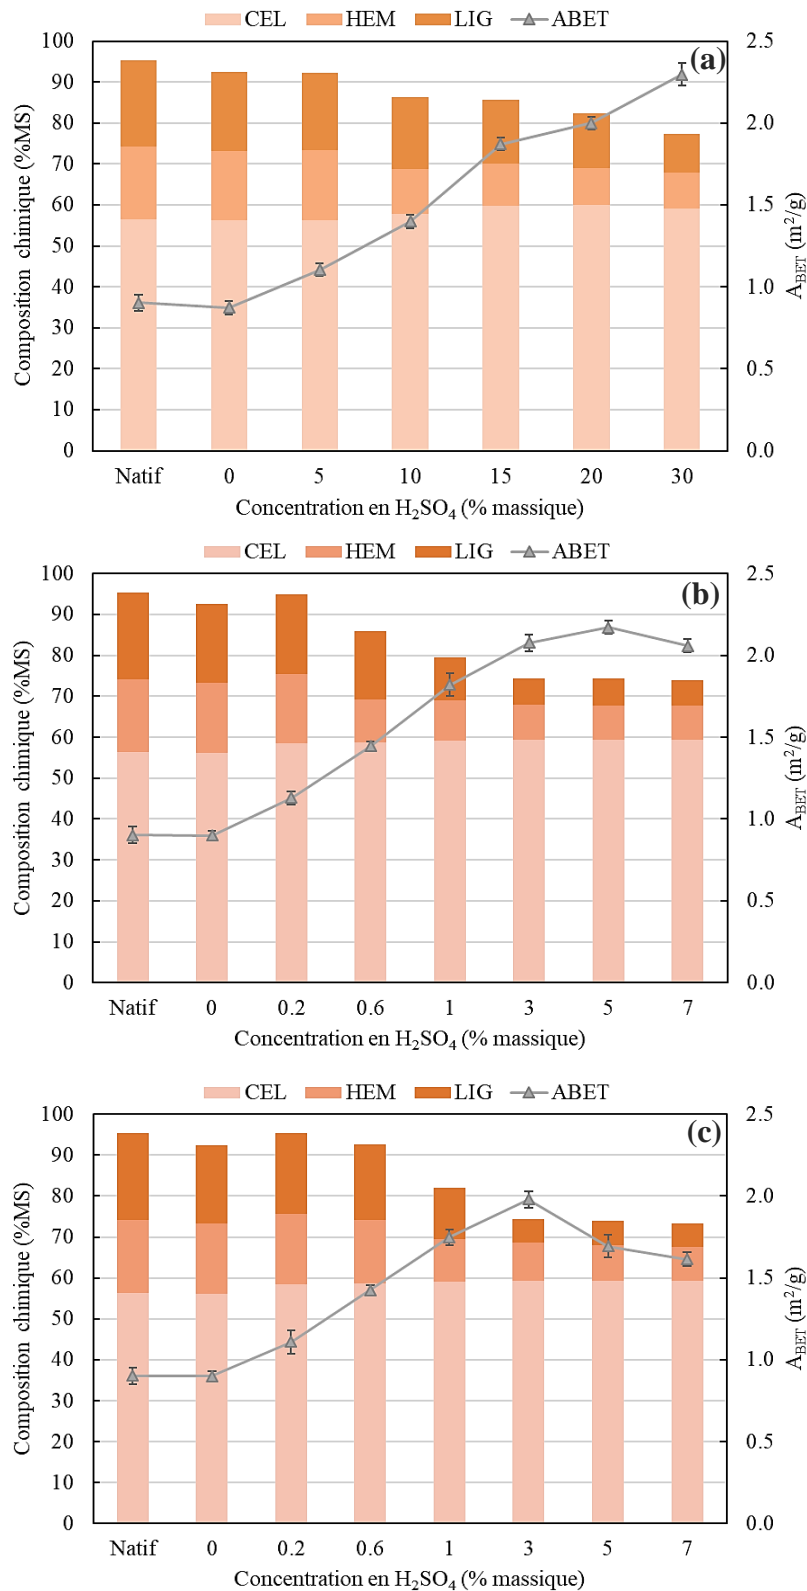 CEL HEM LIG ABET
(a)
Composition chimique (%MS)
100
90
80
70
60
50
40
30
20
10
0
2.5
2.0
1.5
1.0
0.5
0.0
A_BET (m²/g)
Natif 0 5 10 15 20 30
Concentration en H₂SO₄ (% massique)
CEL HEM LIG ABET
(b)
Composition chimique (%MS)
100
90
80
70
60
50
40
30
20
10
0
2.5
2.0
1.5
1.0
0.5
0.0
A_BET (m²/g)
Natif 0 0.2 0.6 1 3 5 7
Concentration en H₂SO₄ (% massique)
CEL HEM LIG ABET
(c)
Composition chimique (%MS)
100
90
80
70
60
50
40
30
20
10
0
2.5
2.0
1.5
1.0
0.5
0.0
A_BET (m²/g)
Natif 0 0.2 0.6 1 3 5 7
Concentration en H₂SO₄ (% massique)